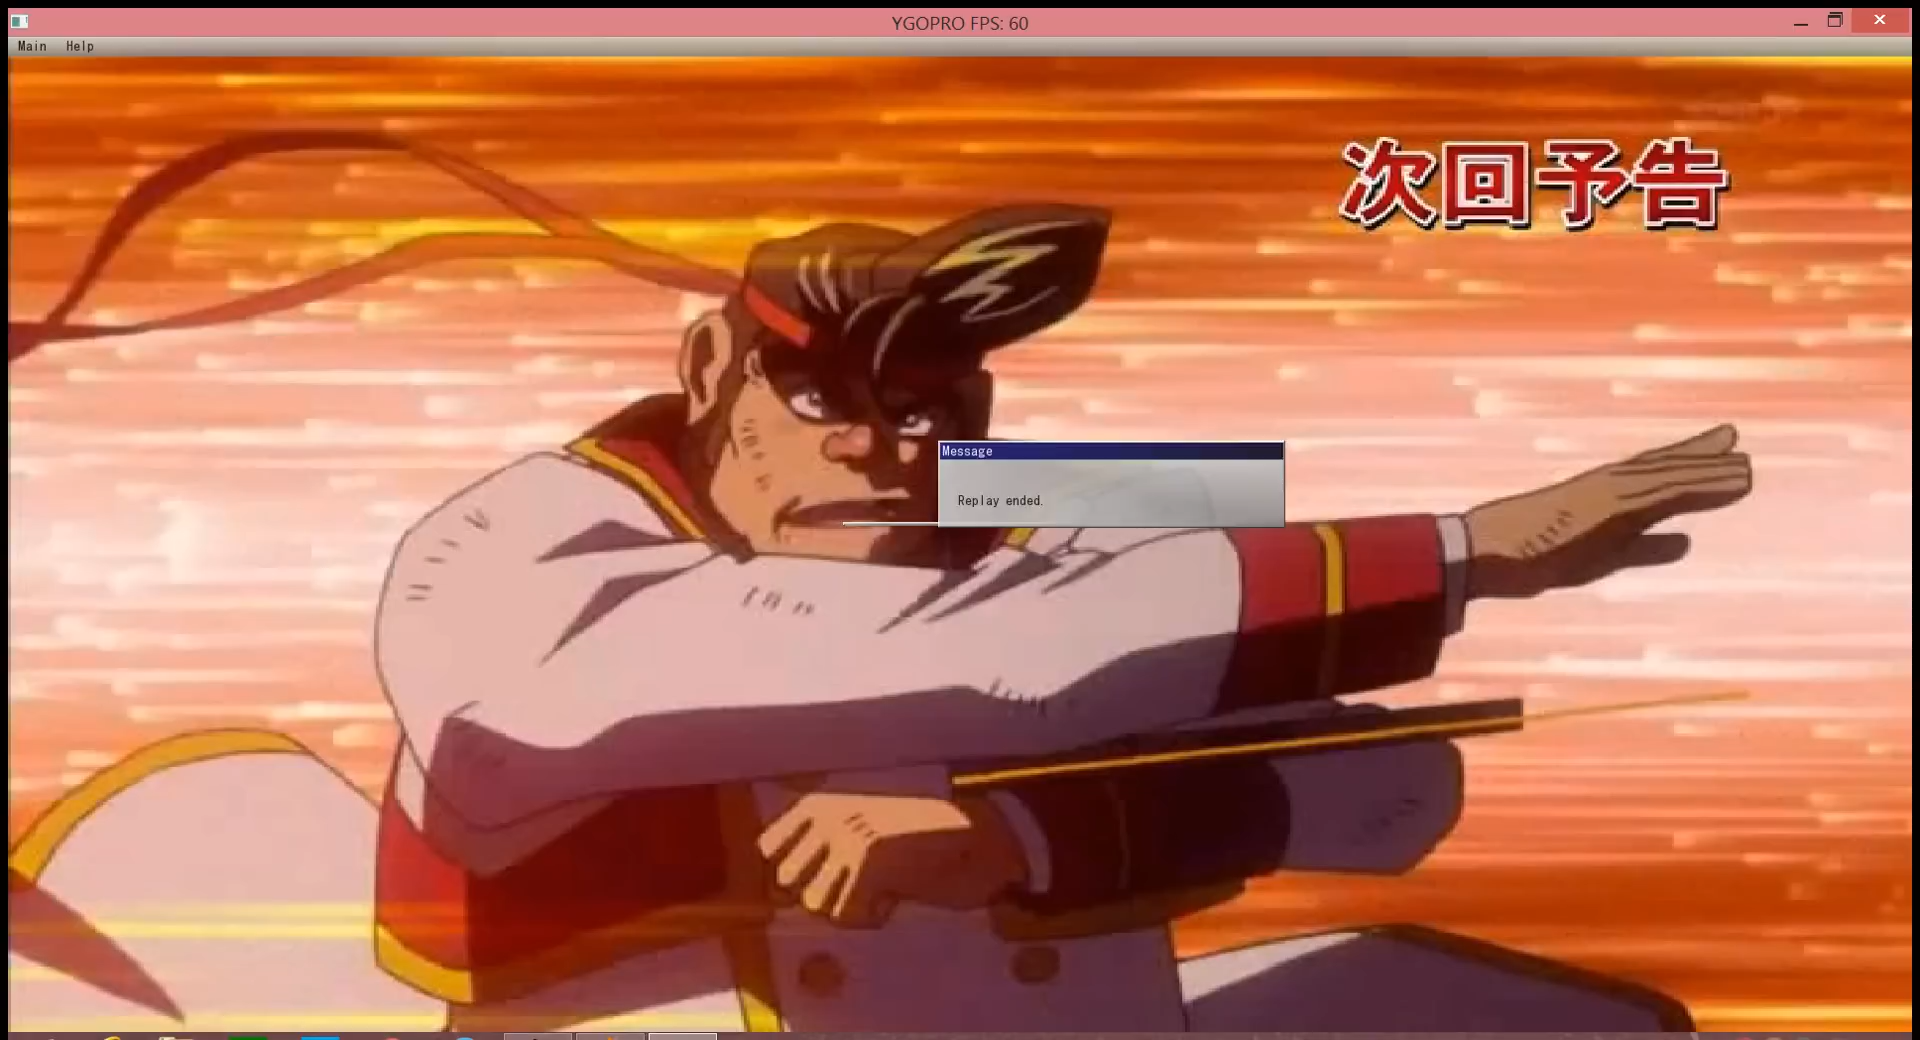 YGOPRO FPS: 60
Main Help
次回予告
Message
Replay ended.